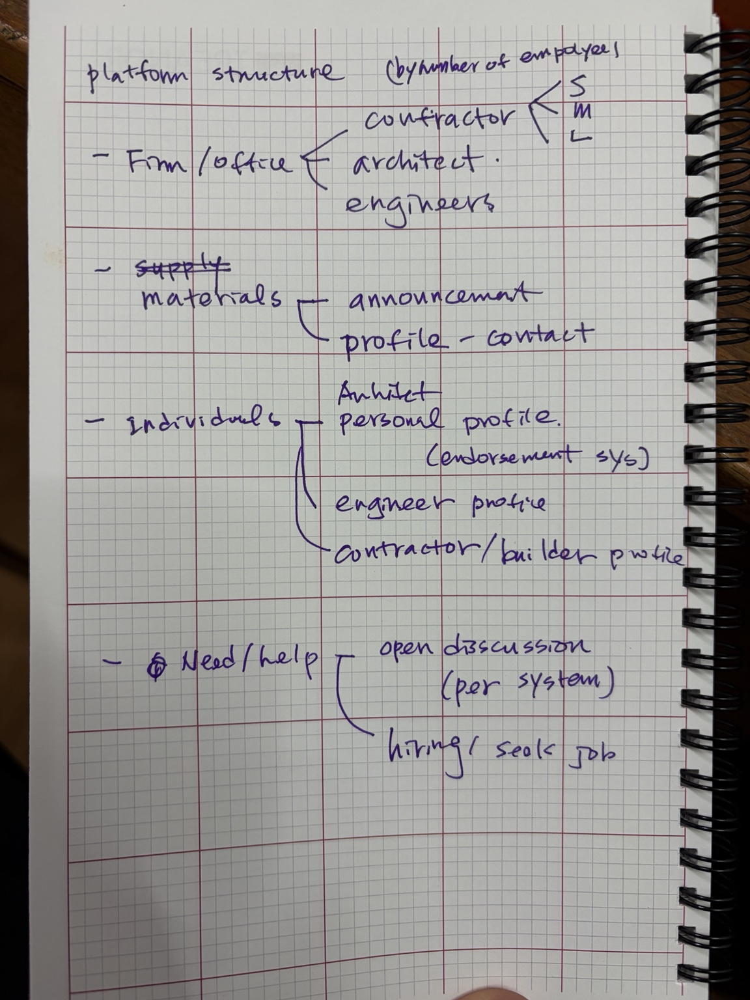 platform structure (by number of employees)
contractor S
M
L
- Firm/office architect.
engineers
- supply
materials announcement
profile - contact
Architect
- Individuals personal profile.
(endorsement sys)
engineer profile
contractor/builder profile
- Need/help open discussion
(per system)
hiring/ seek job